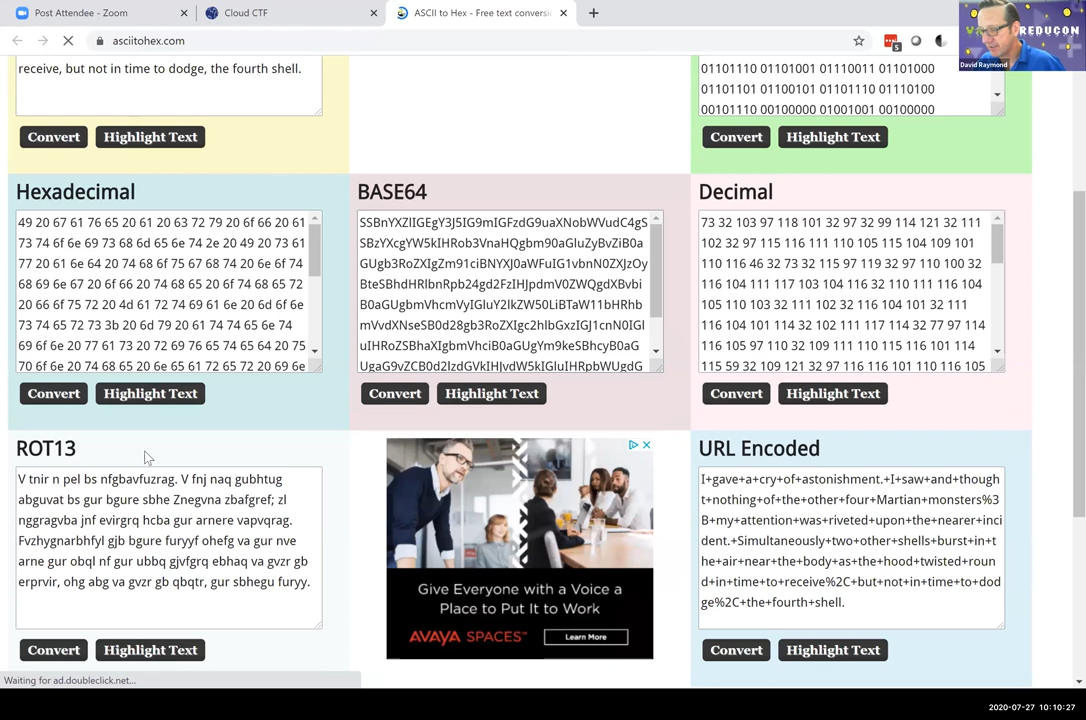 Post Attendee - Zoom
Cloud CTF
ASCII to Hex - Free text conversi
asciitohex.com
5
REDUCON
David Raymond
receive, but not in time to dodge, the fourth shell.
01101110 01101001 01110011 01101000
01101101 01100101 01101110 01110100
00101110 00100000 01001001 00100000
Convert
Highlight Text
Convert
Highlight Text
Hexadecimal
49 20 67 61 76 65 20 61 20 63 72 79 20 6f 66 20 61
73 74 6f 6e 69 73 68 6d 65 6e 74 2e 20 49 20 73 61
77 20 61 6e 64 20 74 68 6f 75 67 68 74 20 6e 6f 74
68 69 6e 67 20 6f 66 20 74 68 65 20 6f 74 68 65 72
20 66 6f 75 72 20 4d 61 72 74 69 61 6e 20 6d 6f 6e
73 74 65 72 73 3b 20 6d 79 20 61 74 74 65 6e 74
69 6f 6e 20 77 61 73 20 72 69 76 65 74 65 64 20 75
70 6f 6e 20 74 68 65 20 6e 65 61 72 65 72 20 69 6e
Convert
Highlight Text
BASE64
SSBnYXZlIGEgY3J5IG9mIGFzdG9uaXNobWVudC4gS
SBzYXcgYW5kIHRob3VnaHQgbm90aGluZyBvZiB0a
GUgb3RoZXIgZm91ciBNYXJ0aWFuIG1vbnN0ZXJzOy
BteSBhdHRlbnRpb24gd2FzIHJpdmV0ZWQgdXBvbi
B0aGUgbmVhcmVyIGluY2lkZW50LiBTaW11bHRhb
mVvdXNseSB0d28gb3RoZXIgc2hlbGxzIGJ1cnN0IGl
uIHRoZSBhaXIgbmVhciB0aGUgYm9keSBhcyB0aG
UgaG9vZCB0d2lzdGVkIHJvdW5kIGluIHRpbWUgdG
Convert
Highlight Text
Decimal
73 32 103 97 118 101 32 97 32 99 114 121 32 111
102 32 97 115 116 111 110 105 115 104 109 101
110 116 46 32 73 32 115 97 119 32 97 110 100 32
116 104 111 117 103 104 116 32 110 111 116 104
105 110 103 32 111 102 32 116 104 101 32 111
116 104 101 114 32 102 111 117 114 32 77 97 114
116 105 97 110 32 109 111 110 115 116 101 114
115 59 32 109 121 32 97 116 116 101 110 116 105
Convert
Highlight Text
ROT13
V tnir n pel bs nfgbavfuzrag. V fnj naq gubhtug
abguvat bs gur bgure sbhe Znegvna zbafgref; zl
nggragvba jnf evirgrq hcba gur arnere vapvqrag.
Fvzhygnarbhfyl gjb bgure furyyf ohefg va gur nve
arne gur obql nf gur ubbq gjvfgrq ebhaq va gvzr gb
erprvir, ohg abg va gvzr gb qbqtr, gur sbhegu furyy.
Convert
Highlight Text
Give Everyone with a Voice a
Place to Put It to Work
AVAYA SPACES™
Learn More
URL Encoded
I+gave+a+cry+of+astonishment.+I+saw+and+though
t+nothing+of+the+other+four+Martian+monsters%3
B+my+attention+was+riveted+upon+the+nearer+inci
dent.+Simultaneously+two+other+shells+burst+in+t
he+air+near+the+body+as+the+hood+twisted+roun
d+in+time+to+receive%2C+but+not+in+time+to+dod
ge%2C+the+fourth+shell.
Convert
Highlight Text
Waiting for ad.doubleclick.net...
2020-07-27 10:10:27